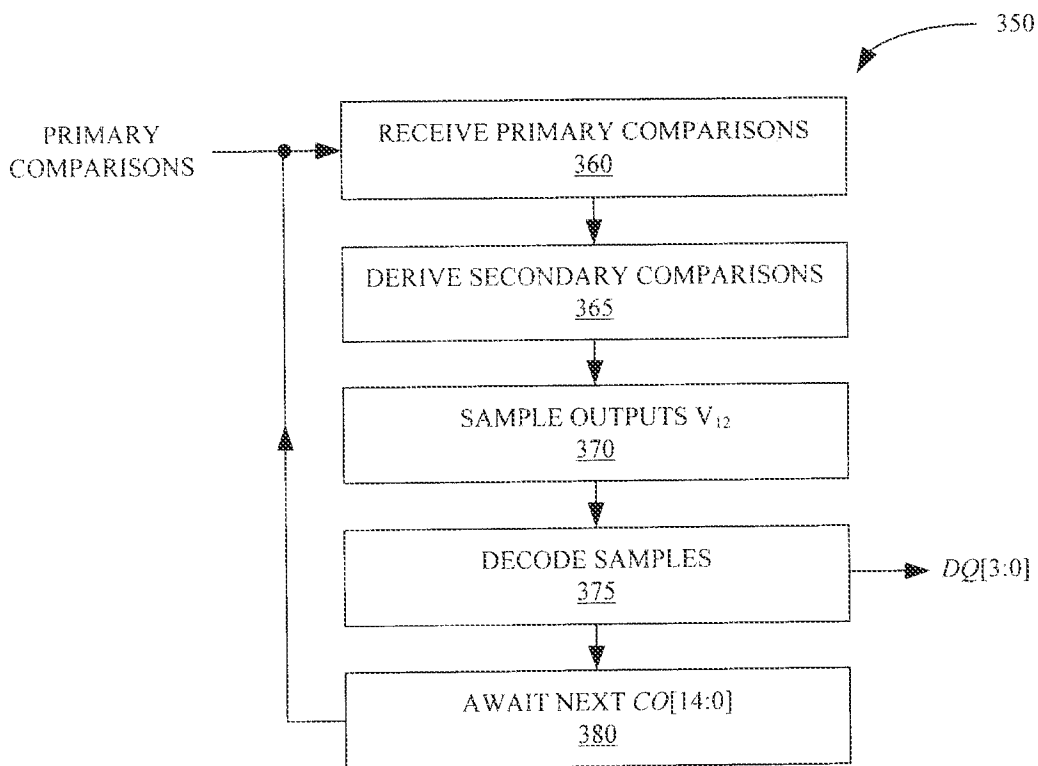 350
PRIMARY
COMPARISONS
RECEIVE PRIMARY COMPARISONS
360
DERIVE SECONDARY COMPARISONS
365
SAMPLE OUTPUTS V₁₂
370
DECODE SAMPLES
375
DQ[3:0]
AWAIT NEXT CO[14:0]
380